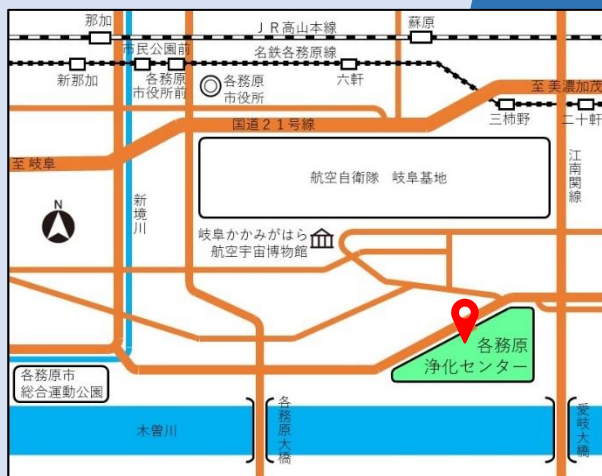 那加
JR高山本線
蘇原
市民公園前
名鉄各務原線
新那加
各務原
市役所前
各務原
市役所
六軒
至 美濃加茂
三柿野
二十軒
国道21号線
至 岐阜
航空自衛隊 岐阜基地
江南関線
新境川
N
岐阜かかみがはら
航空宇宙博物館
各務原
浄化センター
各務原市
総合運動公園
木曽川
各務原大橋
愛岐大橋